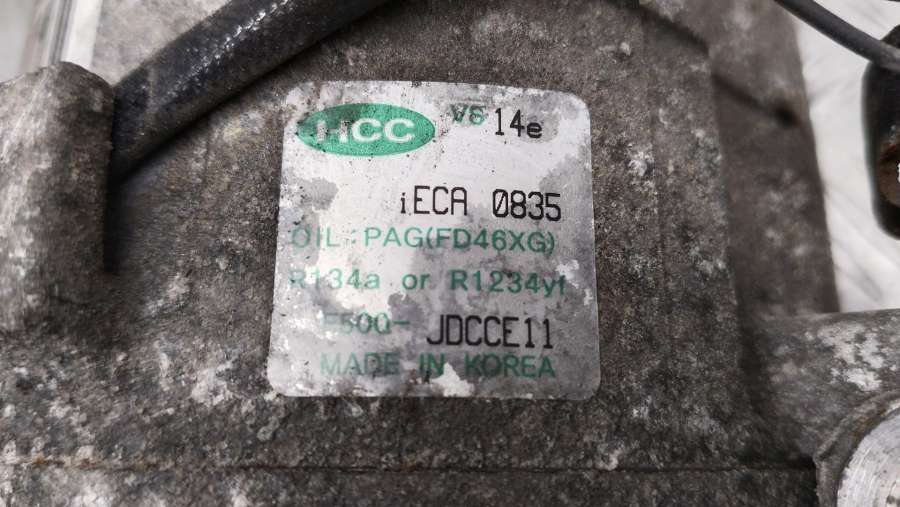 HCC VS 14e
iECA 0835
OIL : PAG(FD46XG)
R134a or R1234yf
F500- JDCCE11
MADE IN KOREA